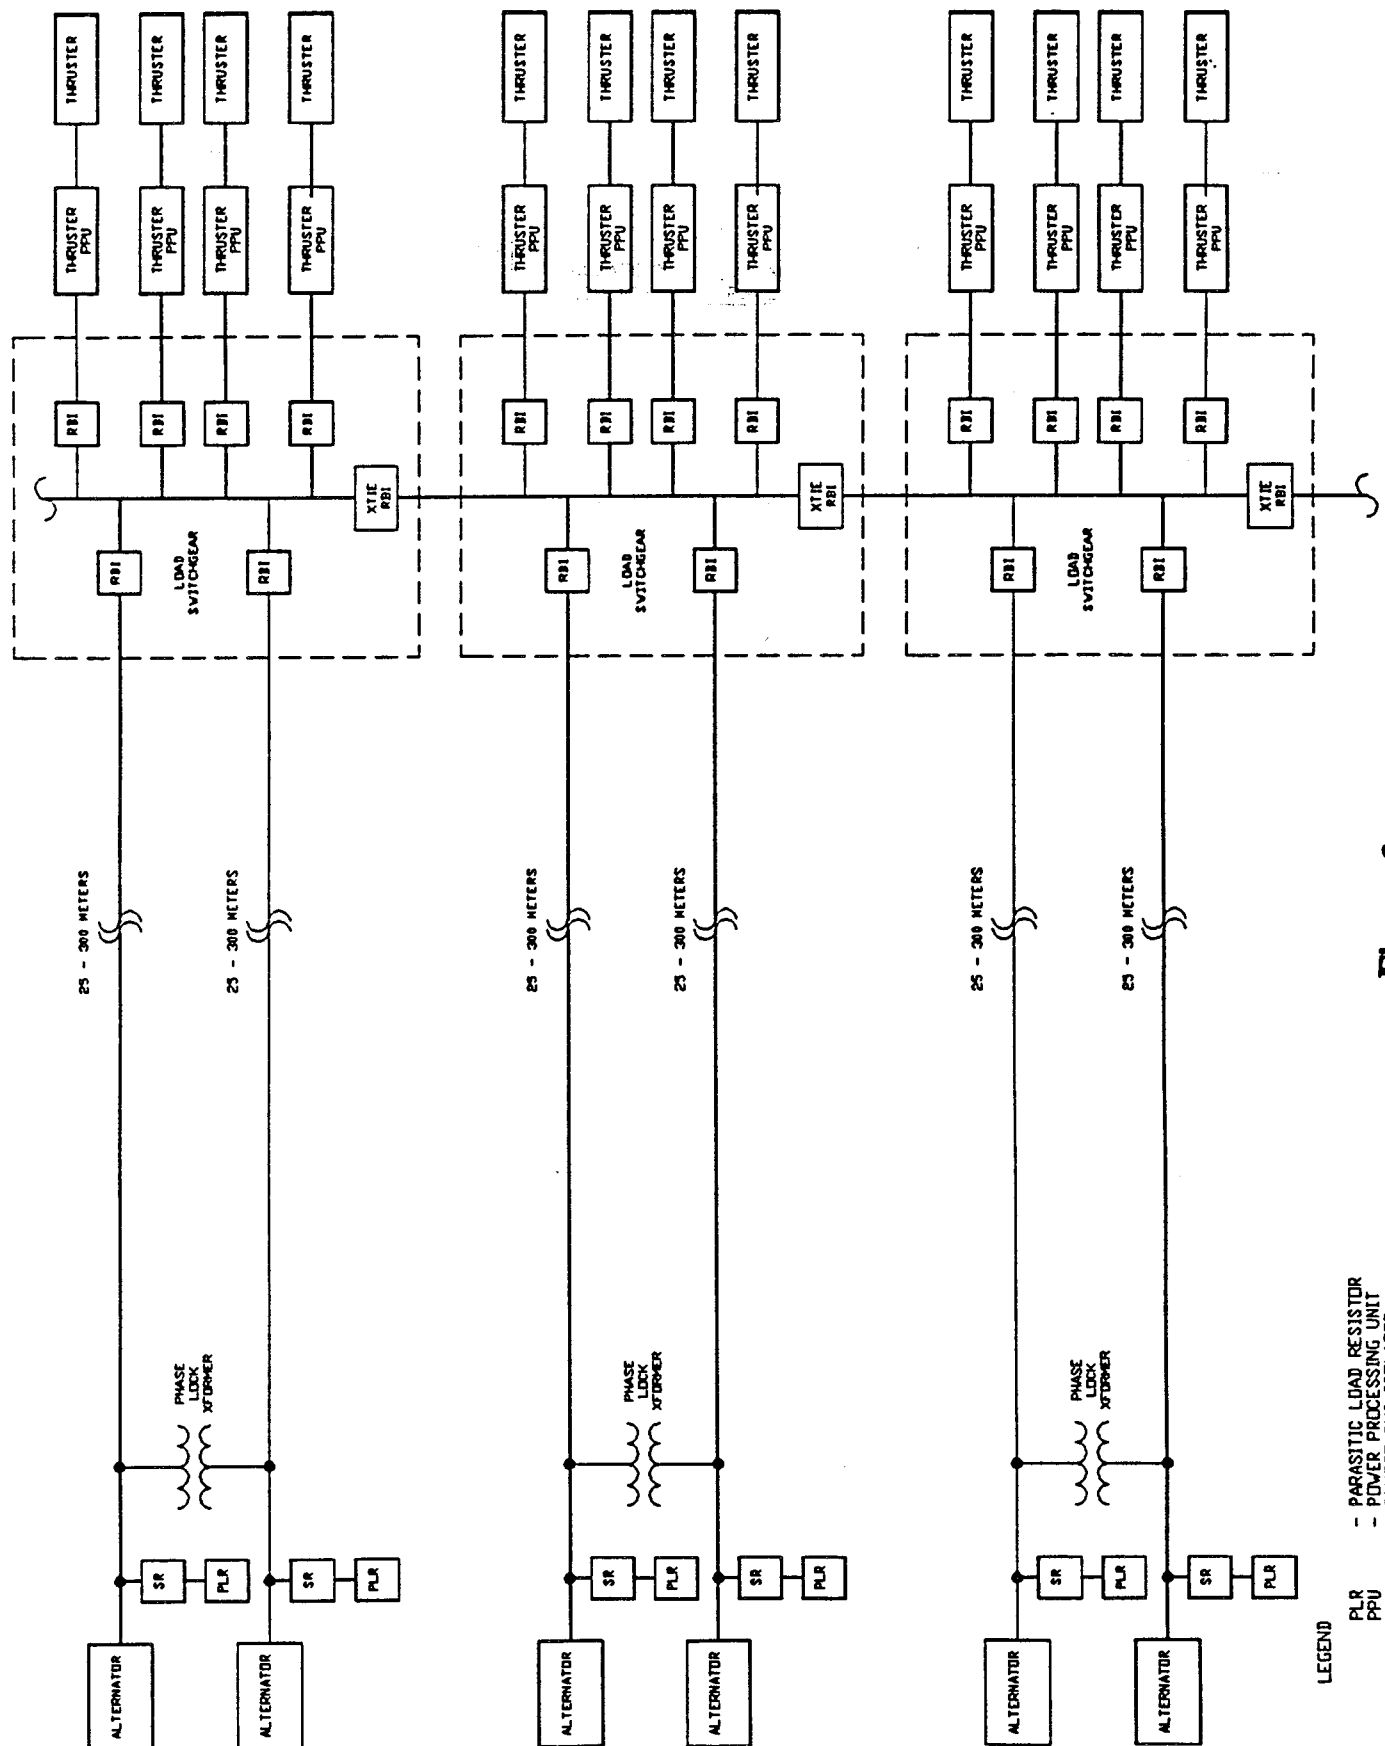 THRUSTER
THRUSTER
THRUSTER
THRUSTER
THRUSTER
PPU
THRUSTER
PPU
THRUSTER
PPU
THRUSTER
PPU
RBI
RBI
RBI
RBI
XTIE
RBI
RBI
RBI
LOAD
SWITCHGEAR
25 - 300 METERS
25 - 300 METERS
PHASE
LOCK
XFORMER
SR
PLR
SR
PLR
ALTERNATOR
ALTERNATOR
THRUSTER
THRUSTER
THRUSTER
THRUSTER
THRUSTER
PPU
THRUSTER
PPU
THRUSTER
PPU
THRUSTER
PPU
RBI
RBI
RBI
RBI
XTIE
RBI
RBI
RBI
LOAD
SWITCHGEAR
25 - 300 METERS
25 - 300 METERS
PHASE
LOCK
XFORMER
SR
PLR
SR
PLR
ALTERNATOR
ALTERNATOR
THRUSTER
THRUSTER
THRUSTER
THRUSTER
THRUSTER
PPU
THRUSTER
PPU
THRUSTER
PPU
THRUSTER
PPU
RBI
RBI
RBI
RBI
XTIE
RBI
RBI
RBI
LOAD
SWITCHGEAR
25 - 300 METERS
25 - 300 METERS
PHASE
LOCK
XFORMER
SR
PLR
SR
PLR
ALTERNATOR
ALTERNATOR
LEGEND
PLR - PARASITIC LOAD RESISTOR
PPU - POWER PROCESSING UNIT